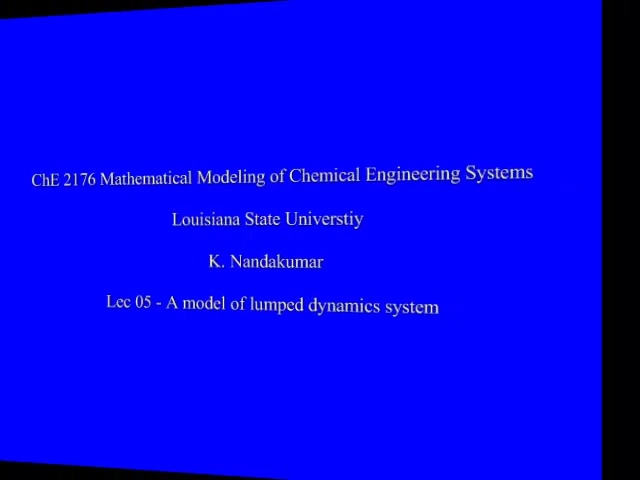 ChE 2176 Mathematical Modeling of Chemical Engineering Systems
Louisiana State Universtiy
K. Nandakumar
Lec 05 - A model of lumped dynamics system